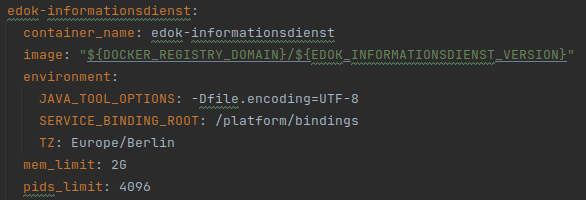 edok-informationsdienst:
container_name: edok-informationsdienst
image: "${DOCKER_REGISTRY_DOMAIN}/${EDOK_INFORMATIONSDIENST_VERSION}"
environment:
JAVA_TOOL_OPTIONS: -Dfile.encoding=UTF-8
SERVICE_BINDING_ROOT: /platform/bindings
TZ: Europe/Berlin
mem_limit: 2G
pids_limit: 4096